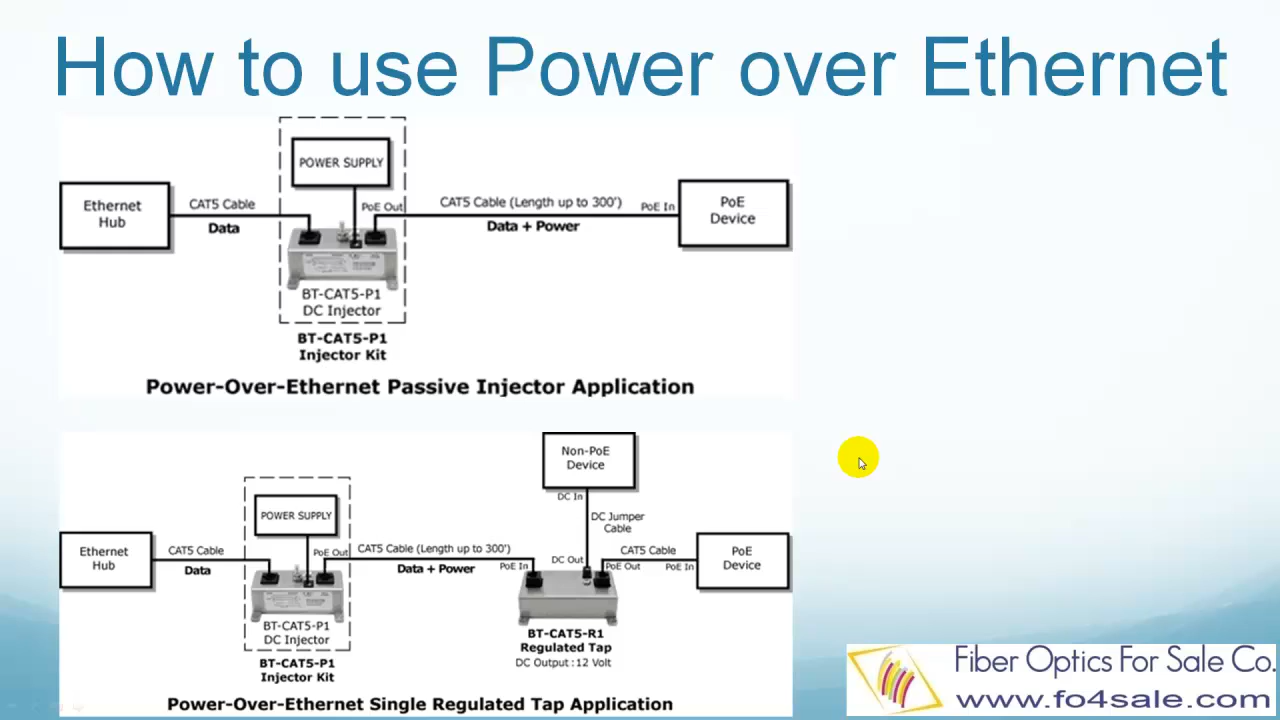 How to use Power over Ethernet
POWER SUPPLY
Ethernet
Hub
CAT5 Cable
Data
PoE Out
CAT5 Cable (Length up to 300')
Data + Power
PoE In
PoE
Device
BT-CAT5-P1
DC Injector
BT-CAT5-P1
Injector Kit
Power-Over-Ethernet Passive Injector Application
Non-PoE
Device
DC In
DC Jumper
Cable
POWER SUPPLY
Ethernet
Hub
CAT5 Cable
Data
PoE Out
CAT5 Cable (Length up to 300')
Data + Power
PoE In
DC Out
PoE Out
CAT5 Cable
PoE In
PoE
Device
BT-CAT5-P1
DC Injector
BT-CAT5-P1
Injector Kit
BT-CAT5-R1
Regulated Tap
DC Output :12 Volt
Power-Over-Ethernet Single Regulated Tap Application
Fiber Optics For Sale Co.
www.fo4sale.com